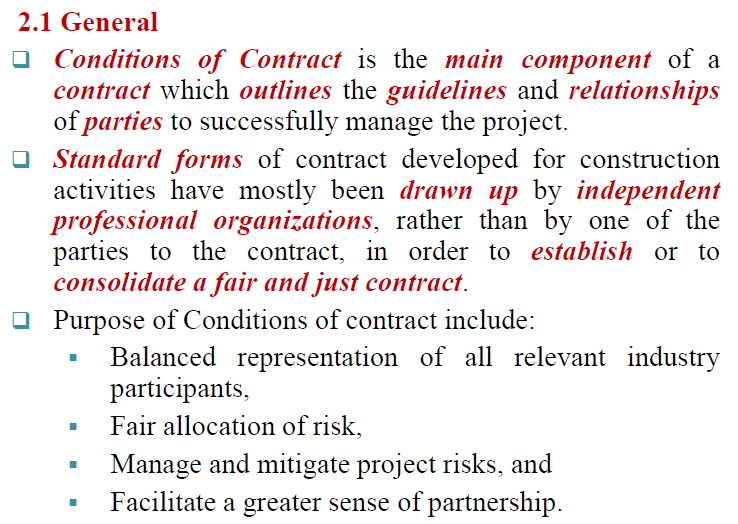 2.1 General
❑ Conditions of Contract is the main component of a
contract which outlines the guidelines and relationships
of parties to successfully manage the project.
❑ Standard forms of contract developed for construction
activities have mostly been drawn up by independent
professional organizations, rather than by one of the
parties to the contract, in order to establish or to
consolidate a fair and just contract.
❑ Purpose of Conditions of contract include:
▪ Balanced representation of all relevant industry
participants,
▪ Fair allocation of risk,
▪ Manage and mitigate project risks, and
▪ Facilitate a greater sense of partnership.